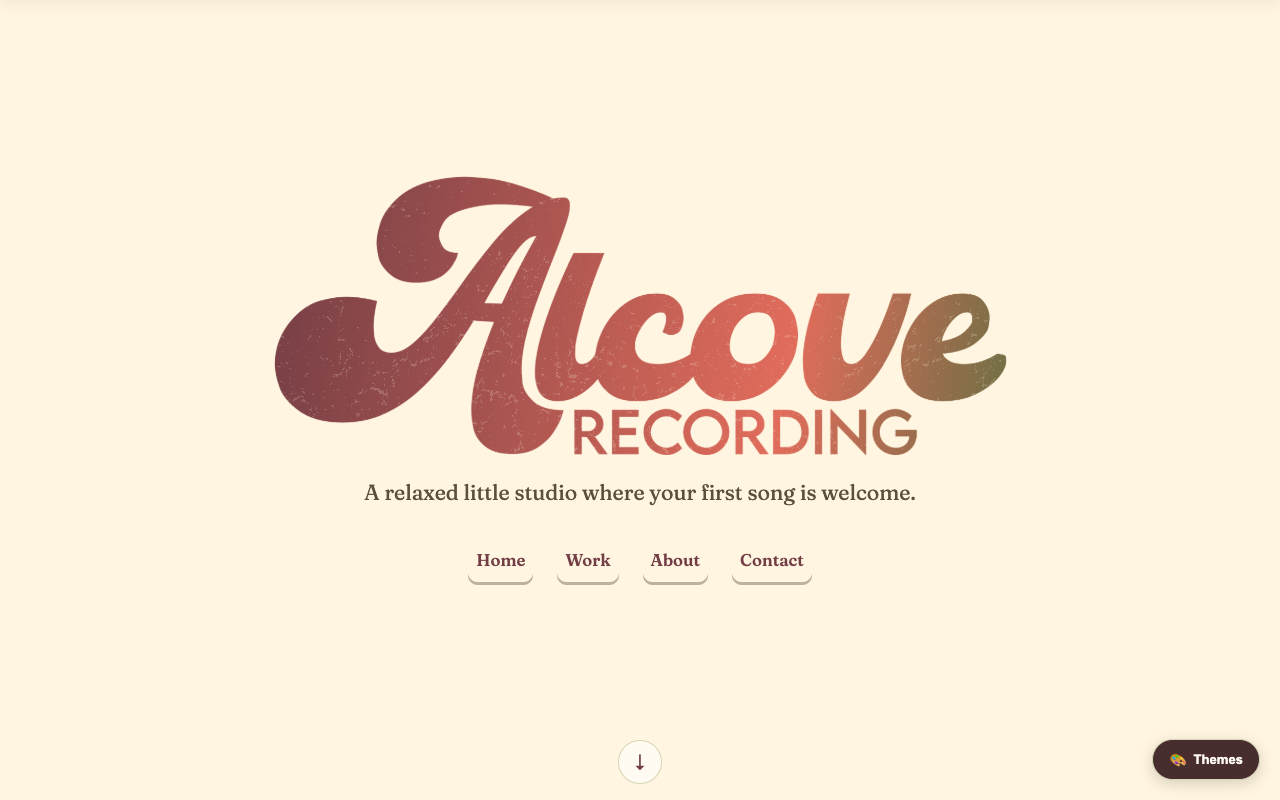 Alcove
RECORDING
A relaxed little studio where your first song is welcome.
Home Work About Contact
Themes